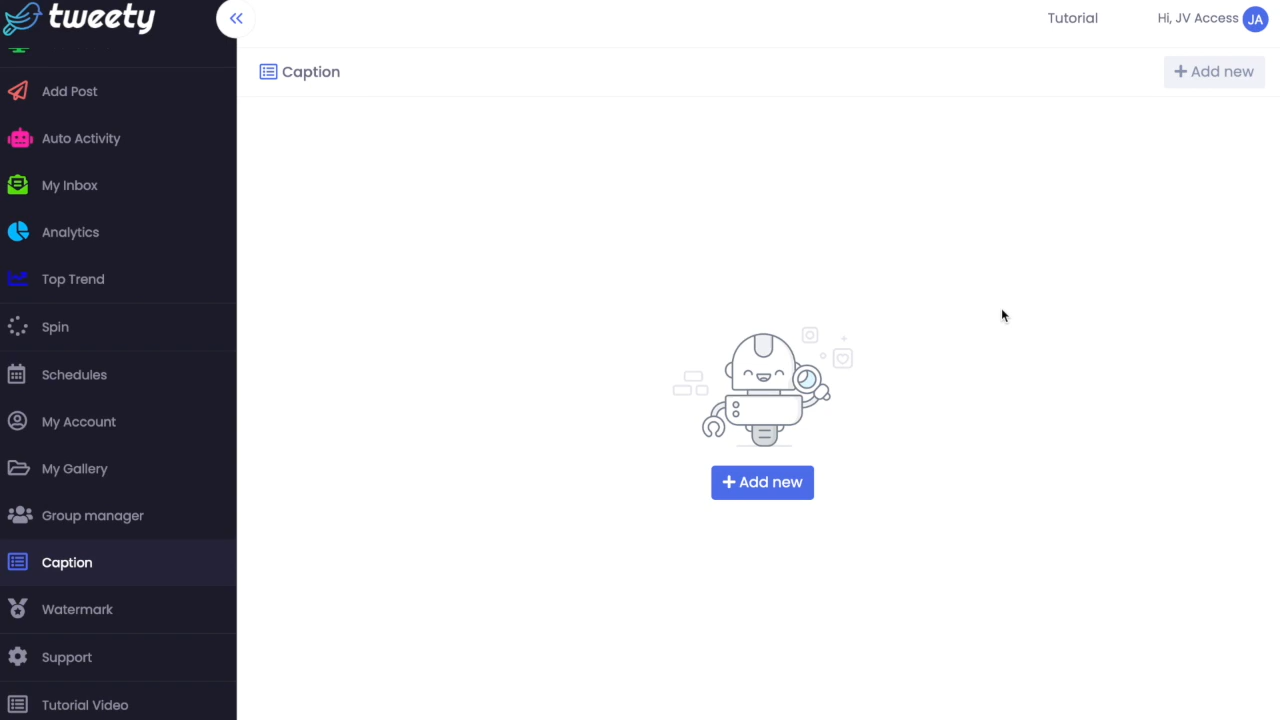 tweety
Tutorial
Hi, JV Access
JA
Caption
Add new
Add Post
Auto Activity
My Inbox
Analytics
Top Trend
Spin
Schedules
My Account
My Gallery
Group manager
Caption
Watermark
Support
Tutorial Video
Add new